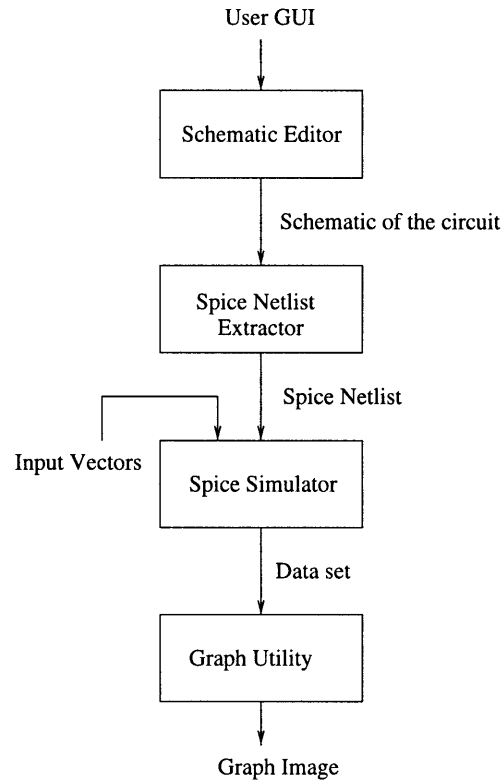 User GUI
Schematic Editor
Schematic of the circuit
Spice Netlist
Extractor
Spice Netlist
Input Vectors
Spice Simulator
Data set
Graph Utility
Graph Image